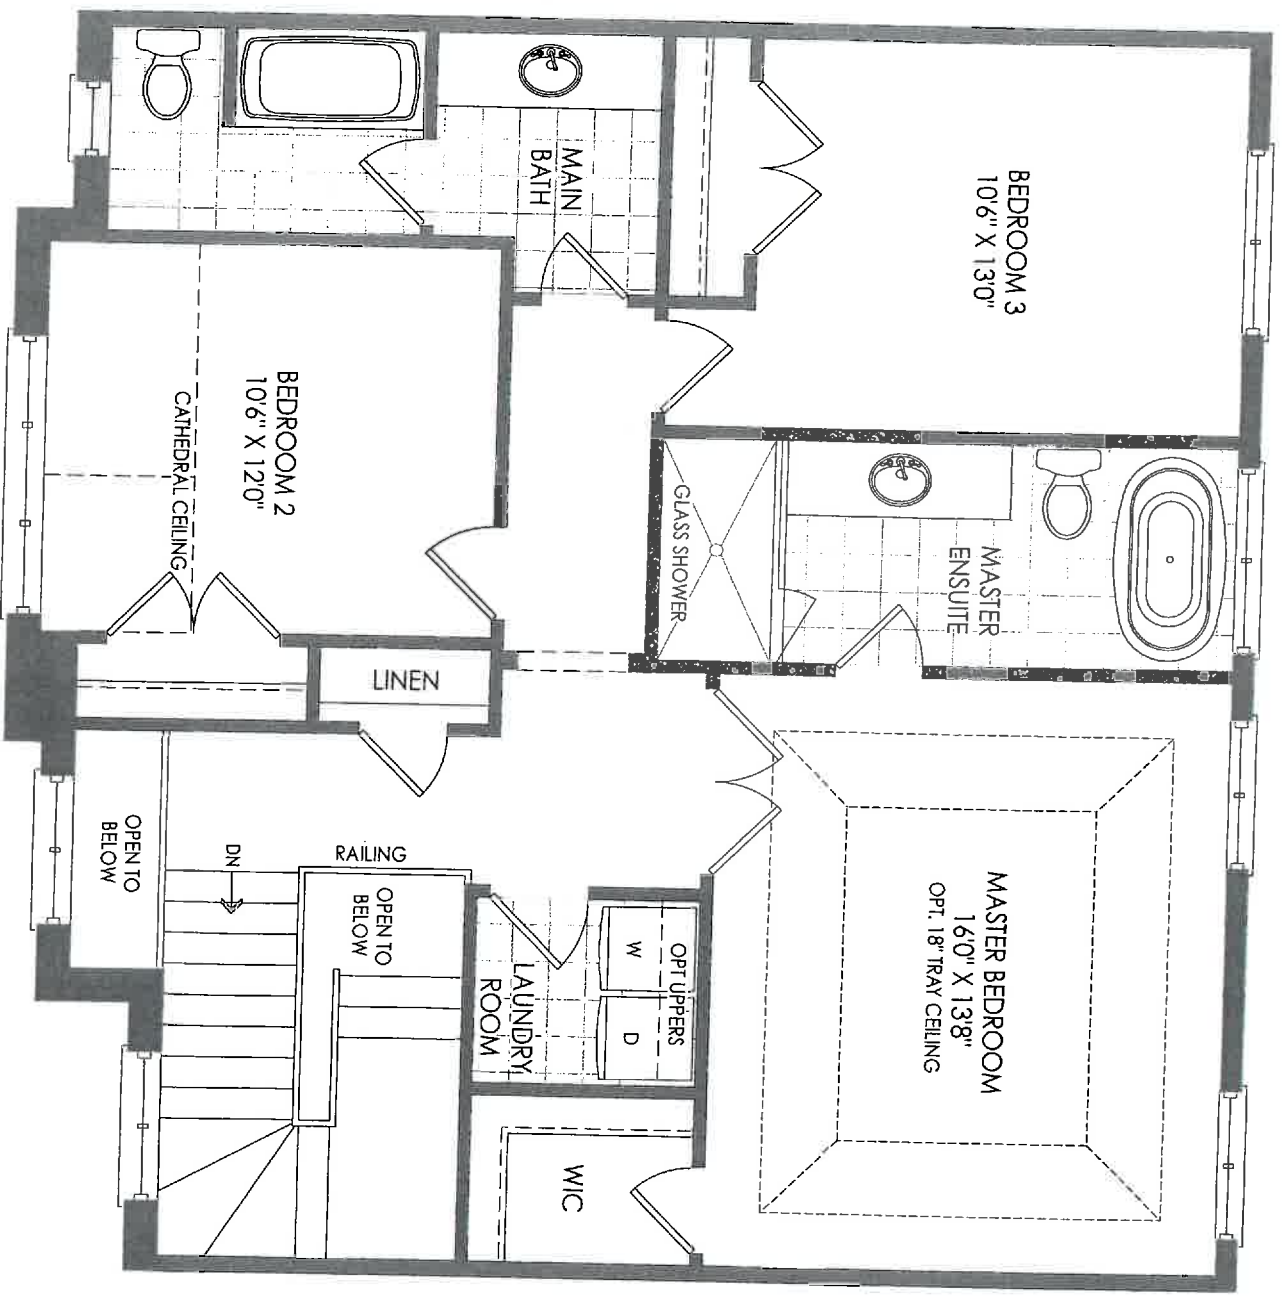 BEDROOM 3
10'6" X 13'0"
MAIN
BATH
BEDROOM 2
10'6" X 12'0"
CATHEDRAL CEILING
GLASS SHOWER
MASTER
ENSUITE
LINEN
OPEN TO
BELOW
DN
RAILING
OPEN TO
BELOW
MASTER BEDROOM
16'0" X 13'8"
OPT. 18" TRAY CEILING
OPT UPPERS
W
D
LAUNDRY
ROOM
WIC